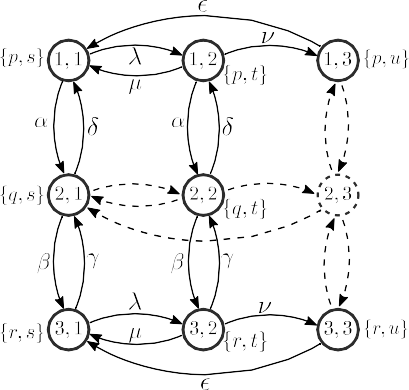 ϵ
{p, s} 1, 1 λ 1, 2 ν 1, 3 {p, u}
μ {p, t}
α δ α δ
{q, s} 2, 1 2, 2 2, 3
{q, t}
β γ β γ
{r, s} 3, 1 λ 3, 2 ν 3, 3 {r, u}
μ {r, t}
ϵ